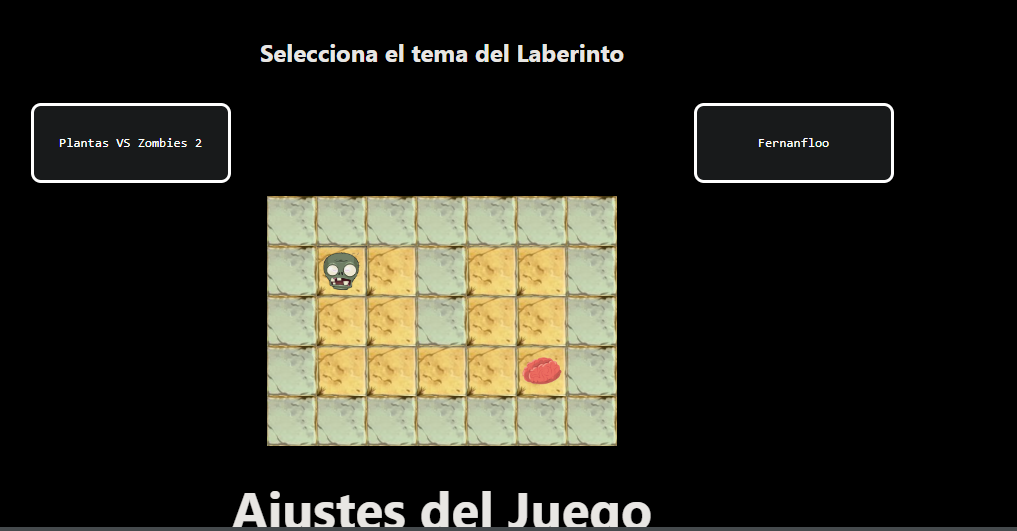 Selecciona el tema del Laberinto
Plantas VS Zombies 2
Fernanfloo
Ajustes del Juego